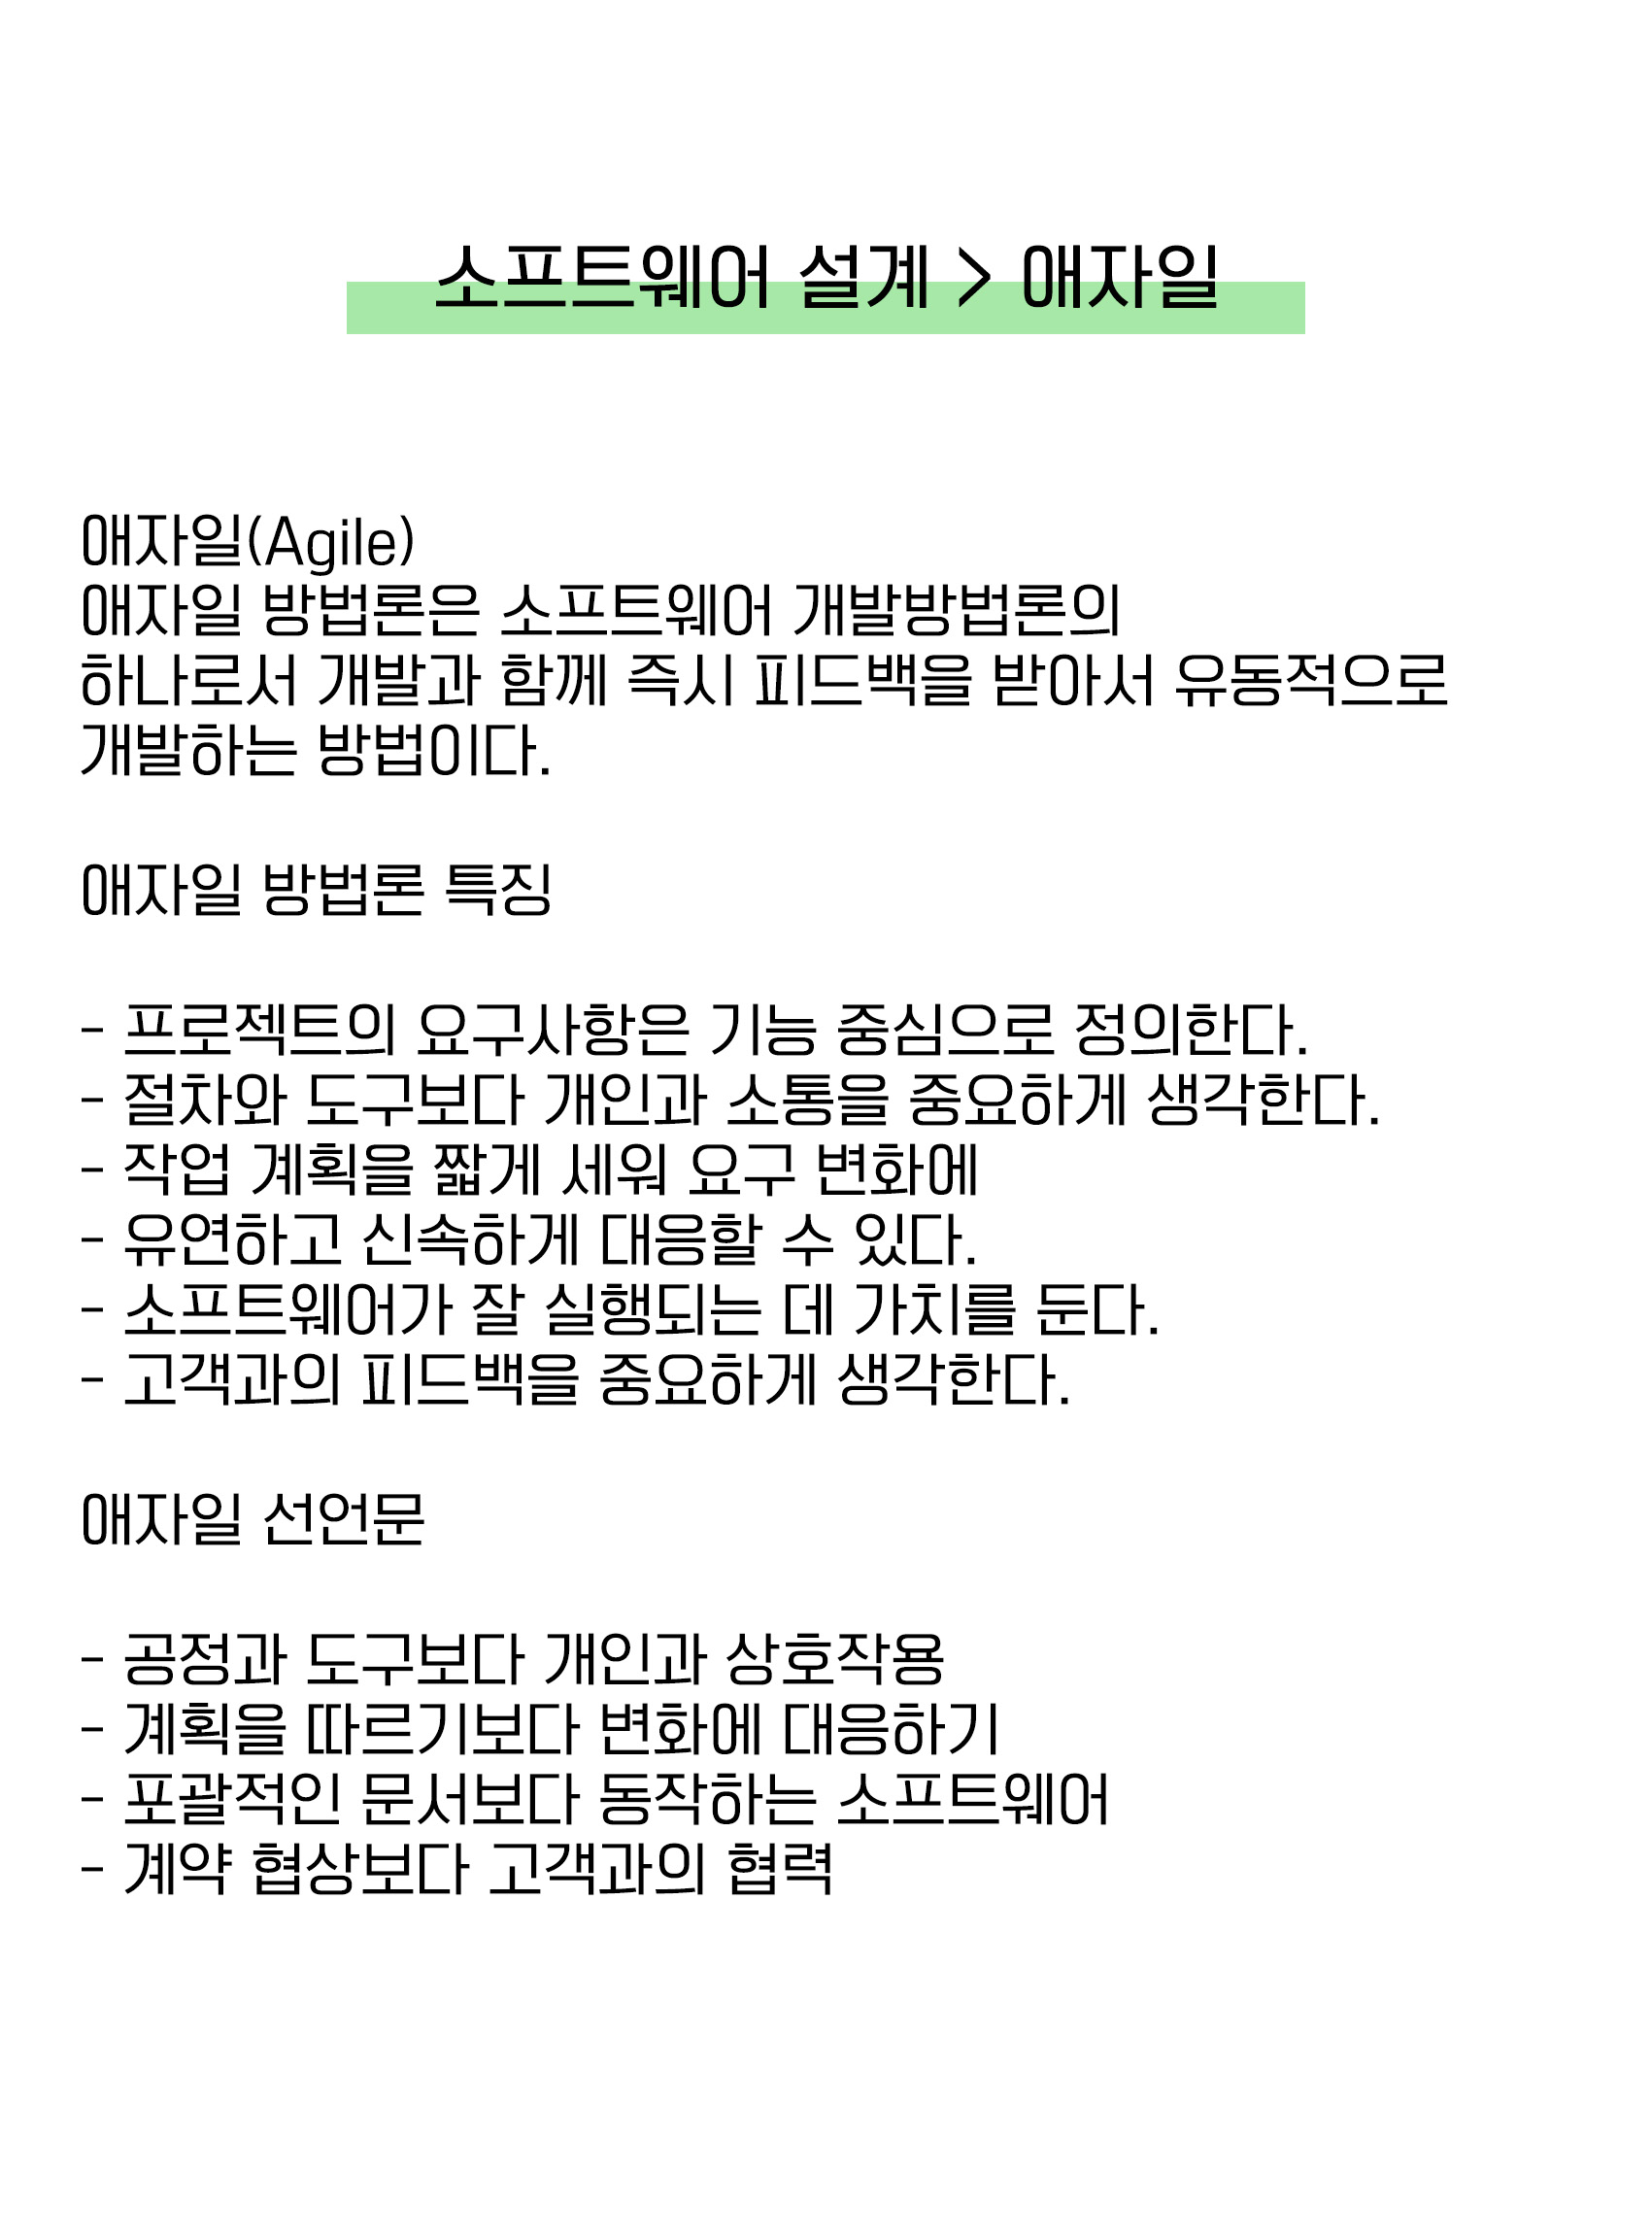 소프트웨어 설계 > 애자일
애자일(Agile)
애자일 방법론은 소프트웨어 개발방법론의
하나로서 개발과 함께 즉시 피드백을 받아서 유동적으로
개발하는 방법이다.
애자일 방법론 특징
- 프로젝트의 요구사항은 기능 중심으로 정의한다.
- 절차와 도구보다 개인과 소통을 중요하게 생각한다.
- 작업 계획을 짧게 세워 요구 변화에
- 유연하고 신속하게 대응할 수 있다.
- 소프트웨어가 잘 실행되는 데 가치를 둔다.
- 고객과의 피드백을 중요하게 생각한다.
애자일 선언문
- 공정과 도구보다 개인과 상호작용
- 계획을 따르기보다 변화에 대응하기
- 포괄적인 문서보다 동작하는 소프트웨어
- 계약 협상보다 고객과의 협력